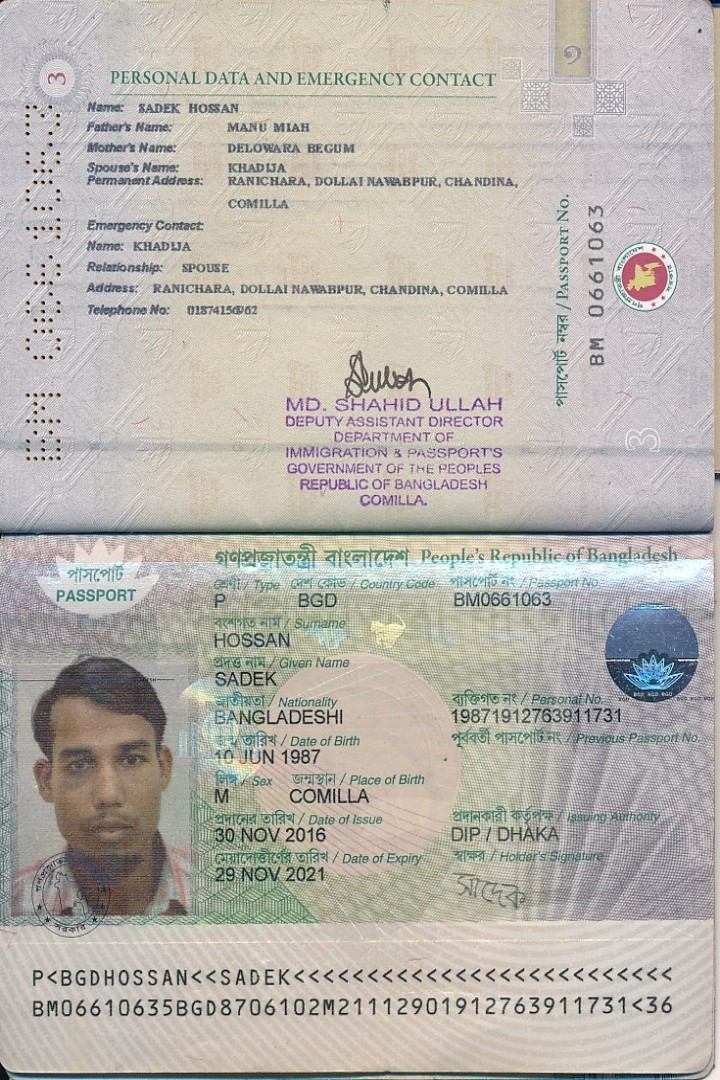 3
PERSONAL DATA AND EMERGENCY CONTACT
Name: SADEK HOSSAN
Father's Name: MANU MIAH
Mother's Name: DELOWARA BEGUM
Spouse's Name: KHADIJA
Permanent Address: RANICHARA, DOLLAI NAWABPUR, CHANDINA,
COMILLA
Emergency Contact:
Name: KHADIJA
Relationship: SPOUSE
Address: RANICHARA, DOLLAI NAWABPUR, CHANDINA, COMILLA
Telephone No: 01874156962
পাসপোর্ট নম্বর / PASSPORT No.
BM 0661063
MD. SHAHID ULLAH
DEPUTY ASSISTANT DIRECTOR
DEPARTMENT OF
IMMIGRATION & PASSPORT'S
GOVERNMENT OF THE PEOPLES
REPUBLIC OF BANGLADESH
COMILLA.
3
গণপ্রজাতন্ত্রী বাংলাদেশ People's Republic of Bangladesh
পাসপোর্ট
PASSPORT
শ্রেণী / Type দেশ কোড / Country Code পাসপোর্ট নং / Passport No.
P BGD BM0661063
বংশগত নাম / Surname
HOSSAN
প্রদত্ত নাম / Given Name
SADEK
জাতীয়তা / Nationality ব্যক্তিগত নং / Personal No.
BANGLADESHI 19871912763911731
জন্ম তারিখ / Date of Birth পূর্ববর্তী পাসপোর্ট নং / Previous Passport No.
10 JUN 1987
লিঙ্গ / Sex জন্মস্থান / Place of Birth
M COMILLA
প্রদানের তারিখ / Date of Issue প্রদানকারী কর্তৃপক্ষ / Issuing Authority
30 NOV 2016 DIP / DHAKA
মেয়াদোত্তীর্ণের তারিখ / Date of Expiry স্বাক্ষর / Holder's Signature
29 NOV 2021 সাদেক
P<BGDHOSSAN<<SADEK<<<<<<<<<<<<<<<<<<<<<<<<<<
BM06610635BGD8706102M21112901912763911731<36